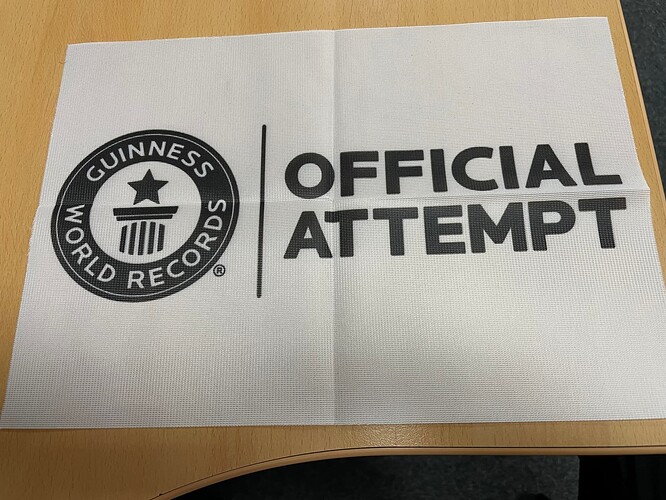 GUINNESS
WORLD RECORDS
®
OFFICIAL
ATTEMPT